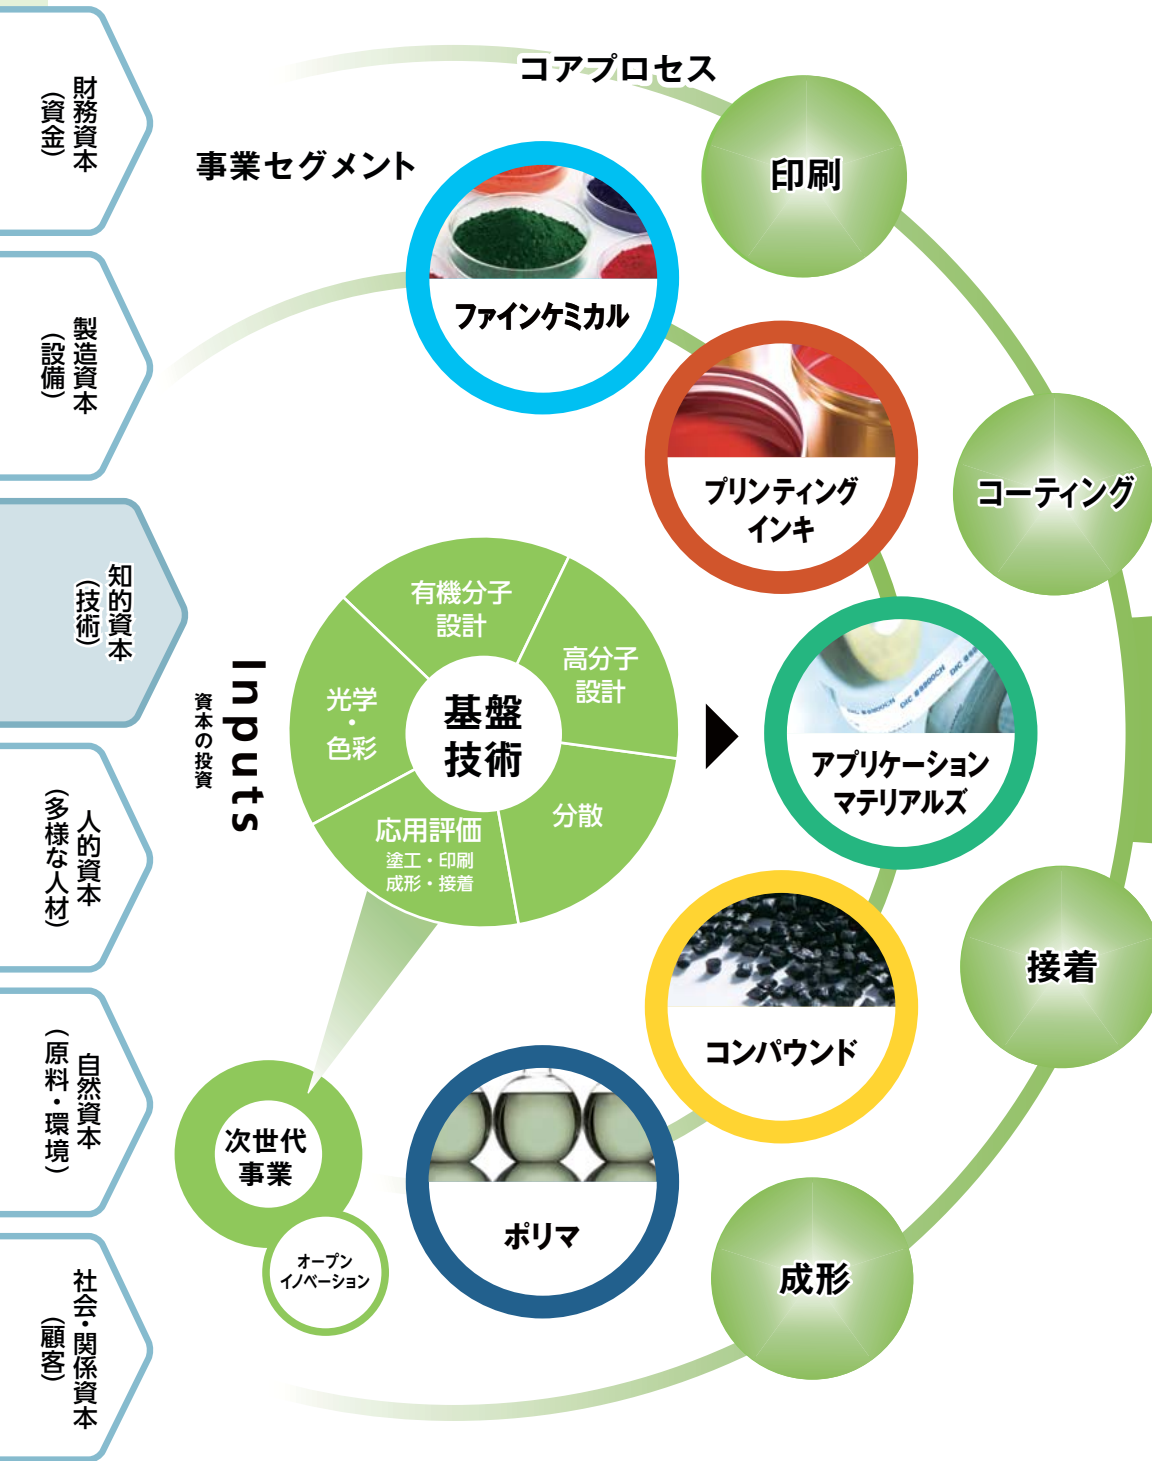 財務資本
（資金）
製造資本
（設備）
知的資本
（技術）
人的資本
（多様な人材）
自然資本
（原料・環境）
社会・関係資本
（顧客）
Inputs
資本の投資
コアプロセス
事業セグメント
印刷
コーティング
接着
成形
ファインケミカル
プリンティング
インキ
アプリケーション
マテリアルズ
コンパウンド
ポリマ
基盤
技術
有機分子
設計
高分子
設計
分散
応用評価
塗工・印刷
成形・接着
光学
・
色彩
次世代
事業
オープン
イノベーション